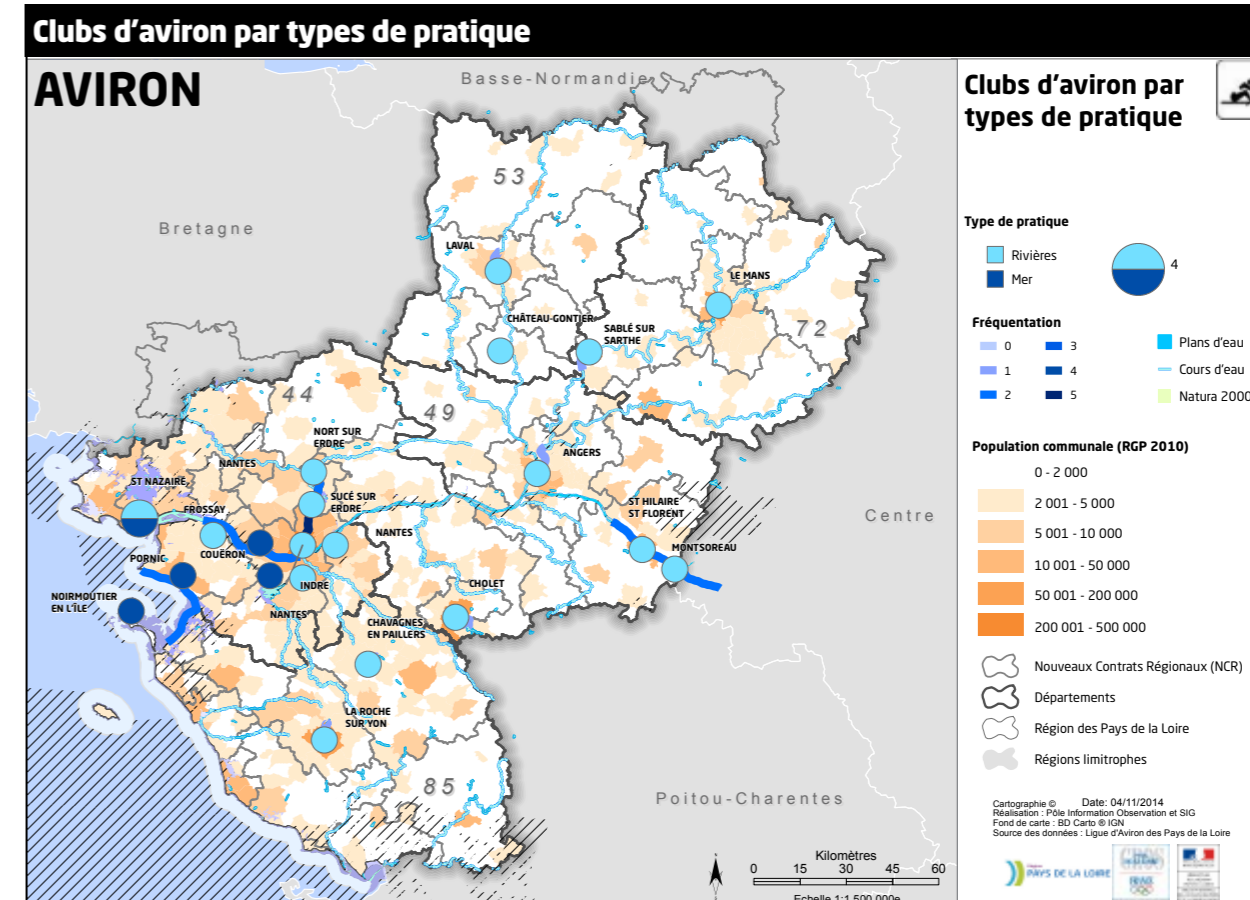 Clubs d'aviron par types de pratique
AVIRON
Basse-Normandie
Bretagne
Centre
Poitou-Charentes
53
72
44
49
85
LAVAL
LE MANS
CHÂTEAU-GONTIER
SABLÉ SUR
SARTHE
NORT SUR
ERDRE
NANTES
ANGERS
ST NAZAIRE
SUCÉ SUR
ERDRE
FROSSAY
ST HILAIRE
ST FLORENT
NANTES
COUËRON
MONTSOREAU
PORNIC
INDRE
CHOLET
NOIRMOUTIER
EN L'ÎLE
NANTES
CHAVAGNES
EN PAILLERS
LA ROCHE
SUR YON
Kilomètres
0 15 30 45 60
Echelle 1:1 500 000e
Clubs d'aviron par
types de pratique
Type de pratique
Rivières
Mer
4
Fréquentation
0 3
1 4
2 5
Plans d'eau
Cours d'eau
Natura 2000
Population communale (RGP 2010)
0 - 2 000
2 001 - 5 000
5 001 - 10 000
10 001 - 50 000
50 001 - 200 000
200 001 - 500 000
Nouveaux Contrats Régionaux (NCR)
Départements
Région des Pays de la Loire
Régions limitrophes
Cartographie © Date: 04/11/2014
Réalisation : Pôle Information Observation et SIG
Fond de carte : BD Carto ® IGN
Source des données : Ligue d'Aviron des Pays de la Loire
PAYS DE LA LOIRE